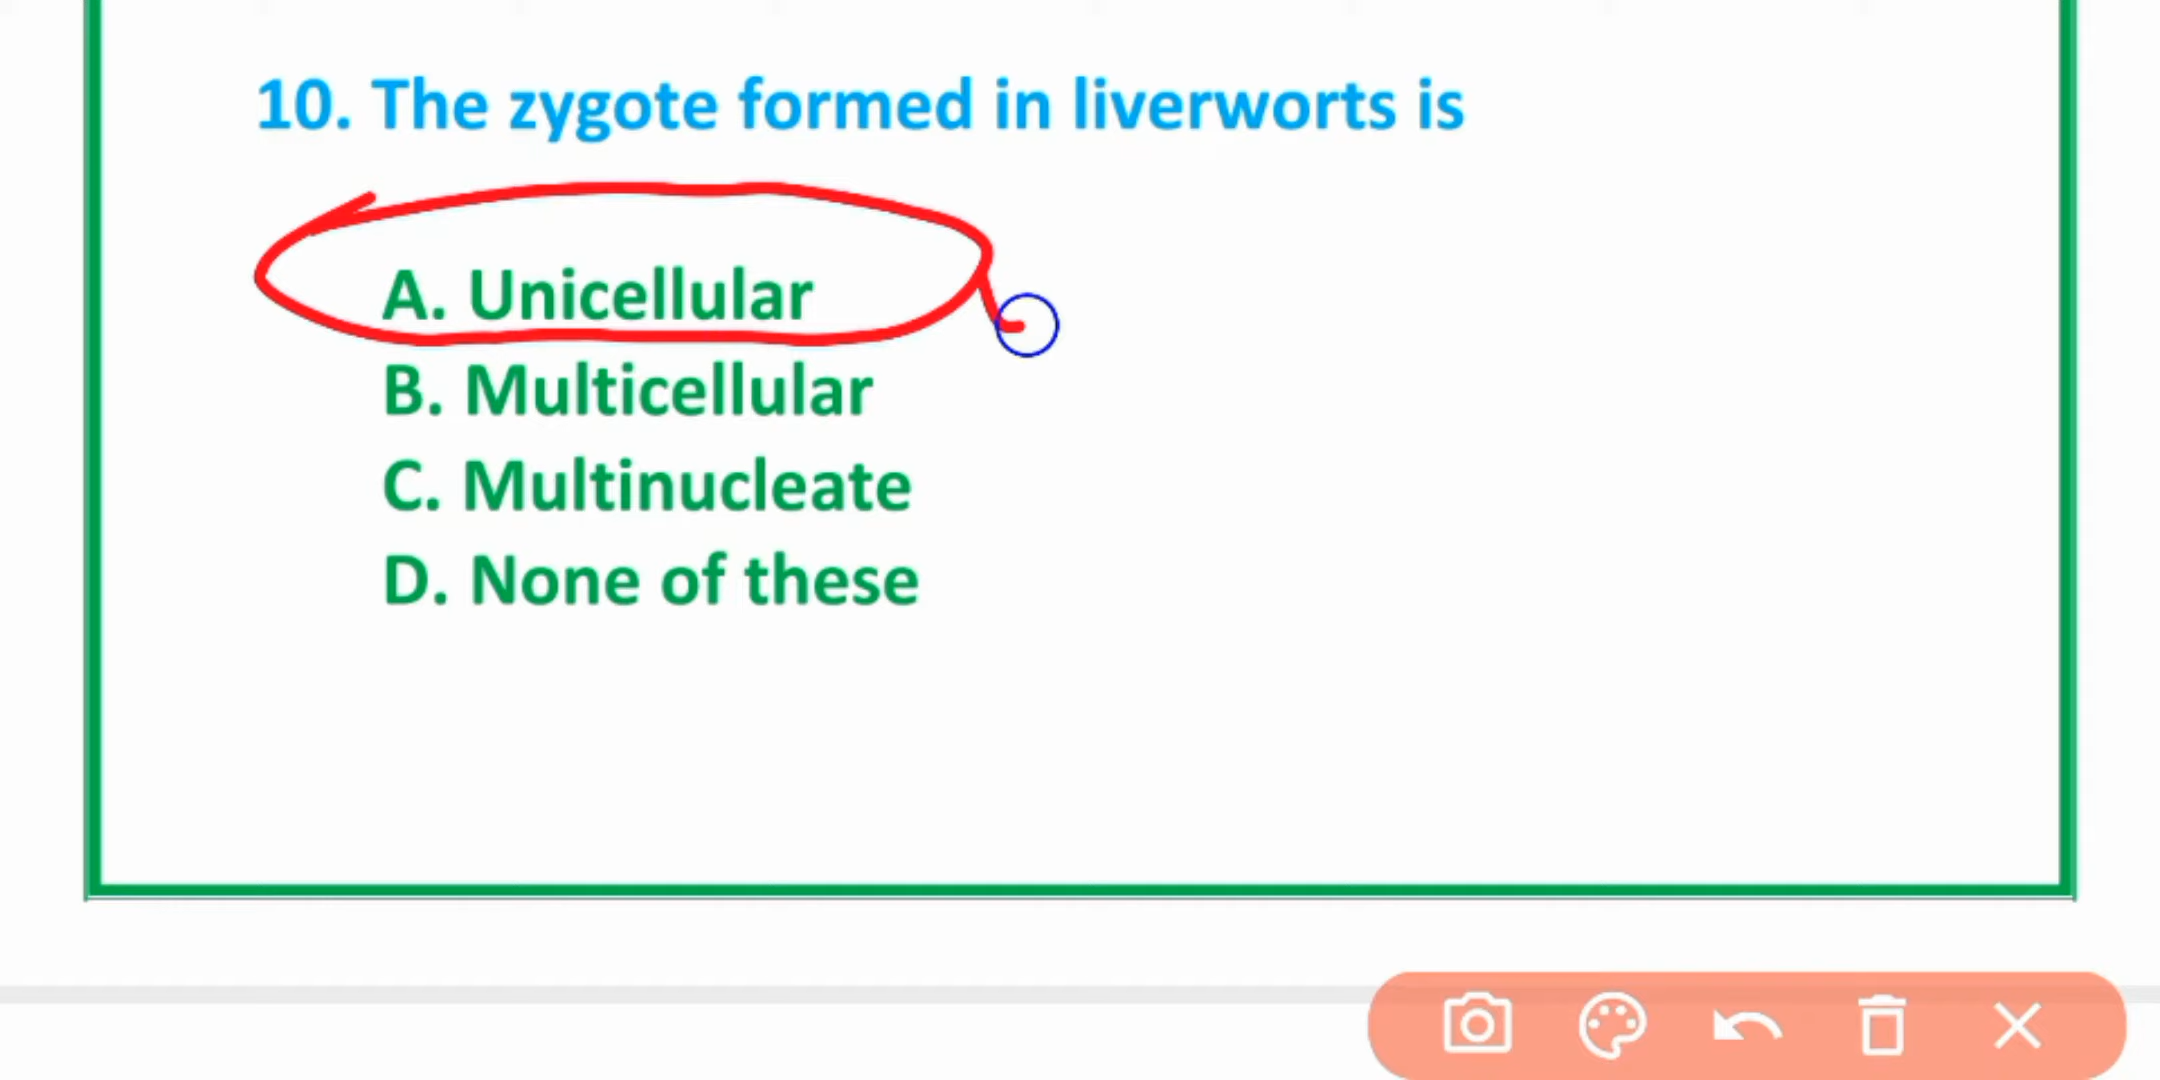 10. The zygote formed in liverworts is
A. Unicellular
B. Multicellular
C. Multinucleate
D. None of these